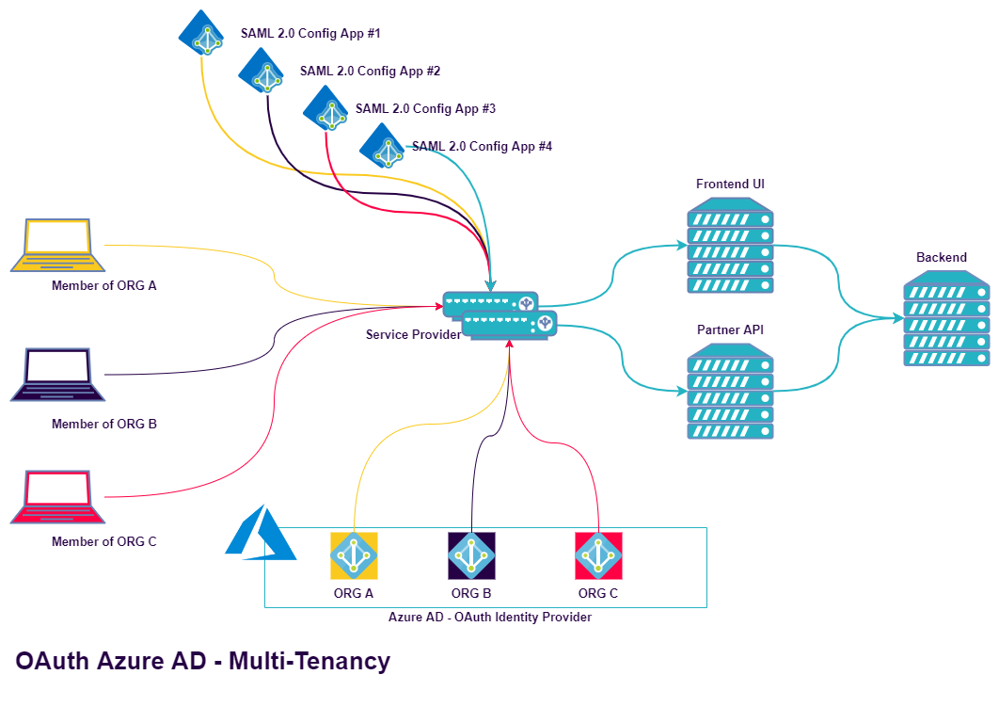 SAML 2.0 Config App #1
SAML 2.0 Config App #2
SAML 2.0 Config App #3
SAML 2.0 Config App #4
Frontend UI
Member of ORG A
Backend
Service Provider
Partner API
Member of ORG B
Member of ORG C
ORG A
ORG B
ORG C
Azure AD - OAuth Identity Provider
OAuth Azure AD - Multi-Tenancy